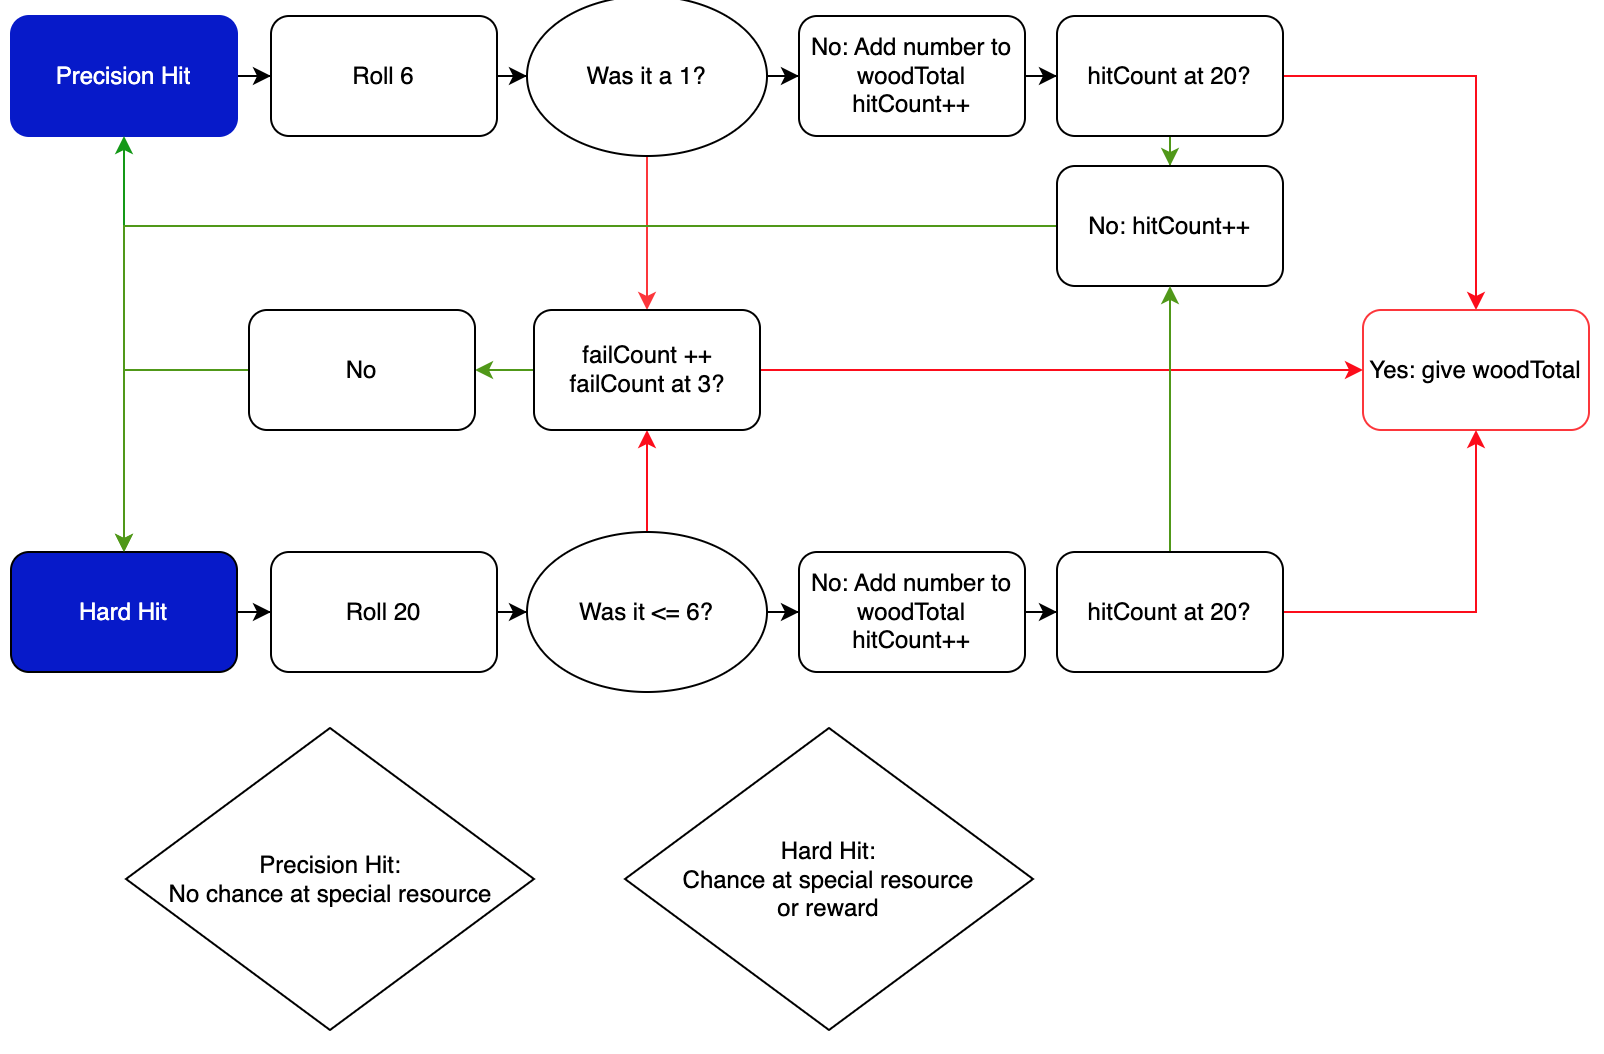 Precision Hit
Roll 6
Was it a 1?
No: Add number to
woodTotal
hitCount++
hitCount at 20?
No: hitCount++
No
failCount ++
failCount at 3?
Yes: give woodTotal
Hard Hit
Roll 20
Was it <= 6?
No: Add number to
woodTotal
hitCount++
hitCount at 20?
Precision Hit:
No chance at special resource
Hard Hit:
Chance at special resource
or reward